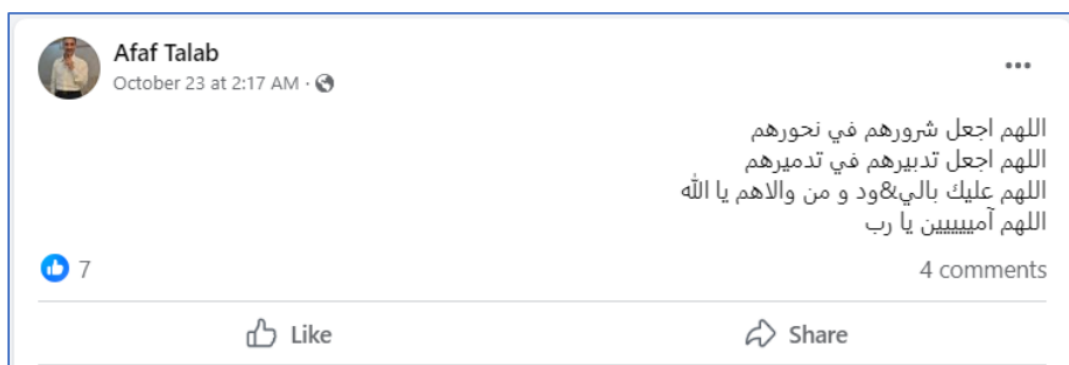 Afaf Talab
October 23 at 2:17 AM ·
اللهم اجعل شرورهم في نحورهم
اللهم اجعل تدبيرهم في تدميرهم
اللهم عليك بالي&ود و من والاهم يا الله
اللهم آميييييين يا رب
7
4 comments
Like
Share